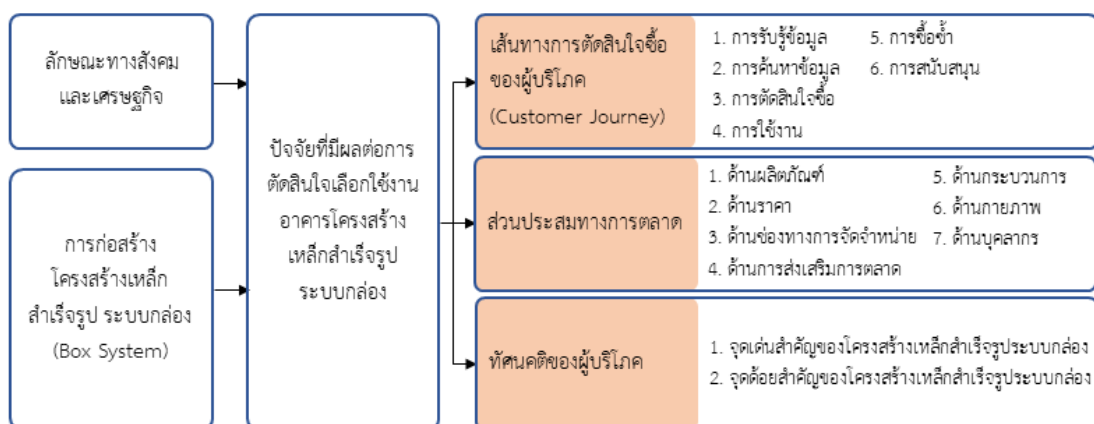 ลักษณะทางสังคม
และเศรษฐกิจ
การก่อสร้าง
โครงสร้างเหล็ก
สำเร็จรูป ระบบกล่อง
(Box System)
ปัจจัยที่มีผลต่อการ
ตัดสินใจเลือกใช้งาน
อาคารโครงสร้าง
เหล็กสำเร็จรูป
ระบบกล่อง
เส้นทางการตัดสินใจซื้อ
ของผู้บริโภค
(Customer Journey)
1. การรับรู้ข้อมูล
2. การค้นหาข้อมูล
3. การตัดสินใจซื้อ
4. การใช้งาน
5. การซื้อซ้ำ
6. การสนับสนุน
ส่วนประสมทางการตลาด
1. ด้านผลิตภัณฑ์
2. ด้านราคา
3. ด้านช่องทางการจัดจำหน่าย
4. ด้านการส่งเสริมการตลาด
5. ด้านกระบวนการ
6. ด้านกายภาพ
7. ด้านบุคลากร
ทัศนคติของผู้บริโภค
1. จุดเด่นสำคัญของโครงสร้างเหล็กสำเร็จรูประบบกล่อง
2. จุดด้อยสำคัญของโครงสร้างเหล็กสำเร็จรูประบบกล่อง